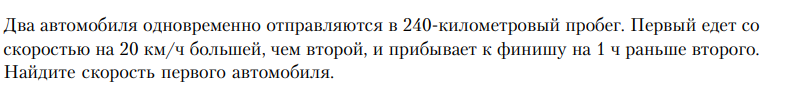 Два автомобиля одновременно отправляются в 240-километровый пробег. Первый едет со
скоростью на 20 км/ч большей, чем второй, и прибывает к финишу на 1 ч раньше второго.
Найдите скорость первого автомобиля.